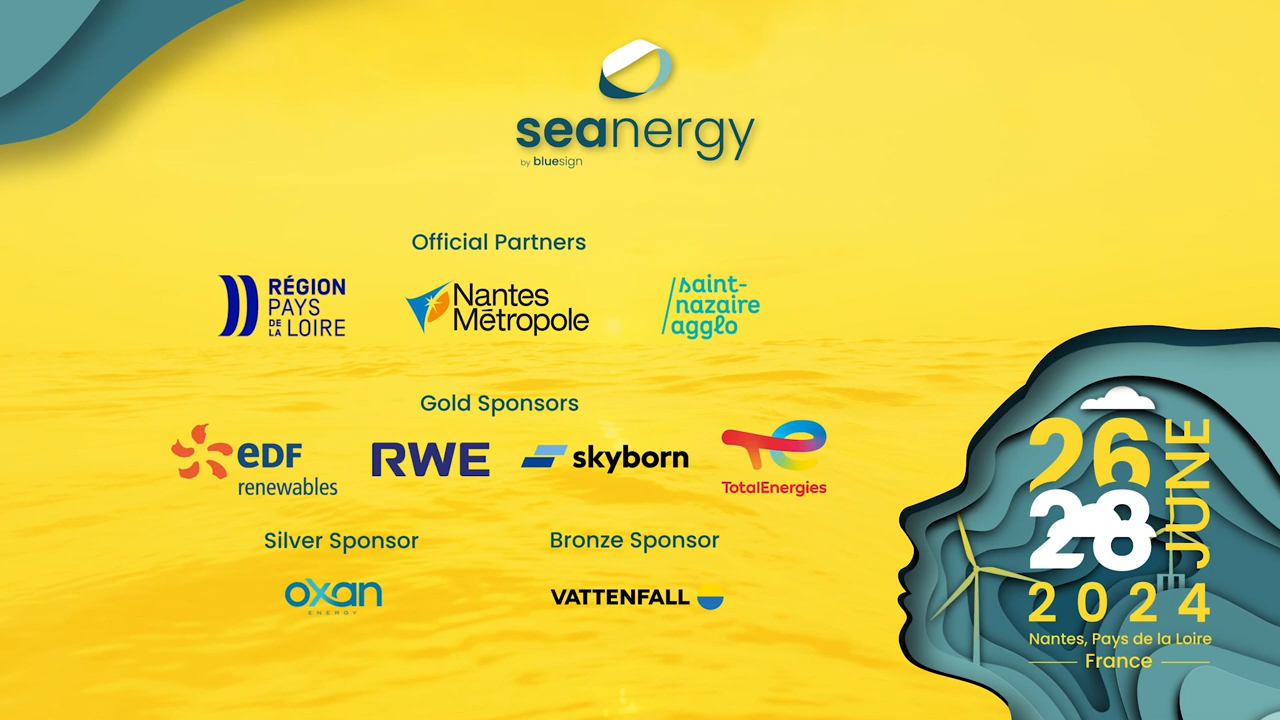 seanergy
by bluesign
Official Partners
RÉGION
PAYS
DE LA LOIRE
Nantes
Métropole
saint-
nazaire
agglo
Gold Sponsors
eDF
renewables
RWE
skyborn
TotalEnergies
Silver Sponsor
Bronze Sponsor
oxan
ENERGY
VATTENFALL
26
28
JUNE
2024
Nantes, Pays de la Loire
France